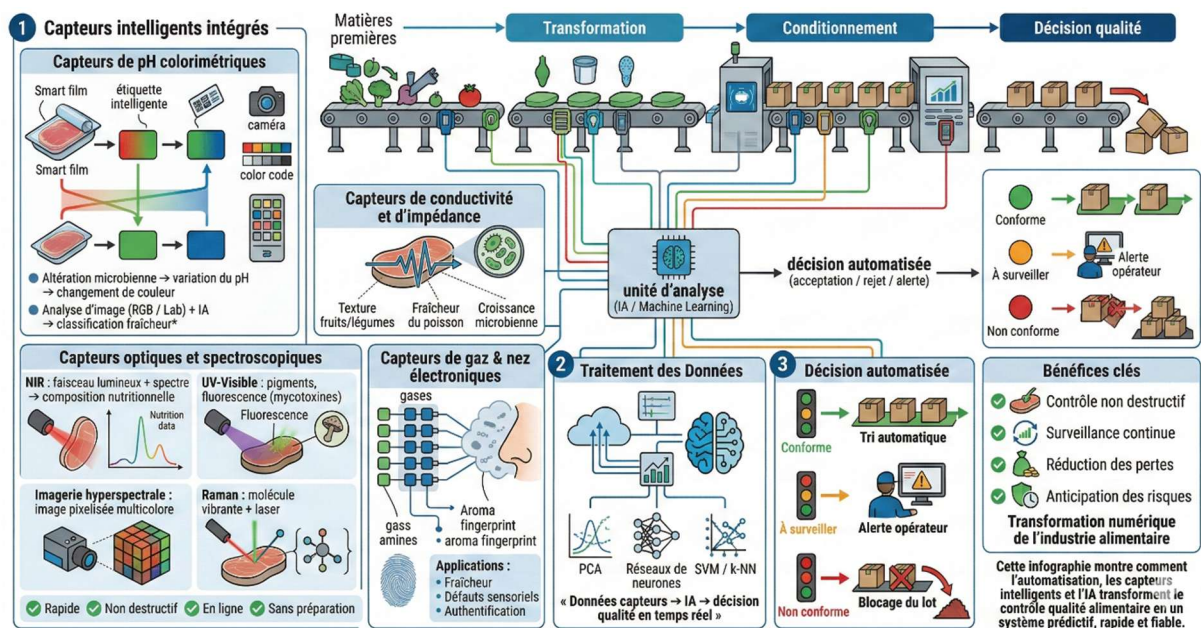 1 Capteurs intelligents intégrés
Capteurs de pH colorimétriques
Smart film
étiquette
intelligente
caméra
color code
Smart film
Altération microbienne → variation du pH
→ changement de couleur
Analyse d'image (RGB / Lab) + IA
→ classification fraîcheur*
Matières
premières
Transformation
Conditionnement
Décision qualité
Capteurs de conductivité
et d'impédance
Texture
fruits/légumes
Fraîcheur
du poisson
Croissance
microbienne
unité d'analyse
(IA / Machine Learning)
décision automatisée
(acceptation / rejet / alerte)
Conforme
À surveiller
Alerte
opérateur
Non conforme
Capteurs optiques et spectroscopiques
NIR : faisceau lumineux + spectre
→ composition nutritionnelle
Nutrition
data
UV-Visible : pigments,
fluorescence (mycotoxines)
Fluorescence
Imagerie hyperspectrale :
image pixelisée multicolore
Raman : molécule
vibrante + laser
Rapide
Non destructif
En ligne
Sans préparation
Capteurs de gaz & nez
électroniques
gases
gass
amines
Aroma
fingerprint
aroma fingerprint
Applications :
• Fraîcheur
• Défauts sensoriels
• Authentification
2 Traitement des Données
PCA
Réseaux de
neurones
SVM / k-NN
« Données capteurs → IA → décision
qualité en temps réel »
3 Décision automatisée
Conforme
Tri automatique
À surveiller
Alerte opérateur
Non conforme
Blocage du lot
Bénéfices clés
Contrôle non destructif
Surveillance continue
Réduction des pertes
Anticipation des risques
Transformation numérique
de l'industrie alimentaire
Cette infographie montre comment
l'automatisation, les capteurs
intelligents et l'IA transforment le
contrôle qualité alimentaire en un
système prédictif, rapide et fiable.